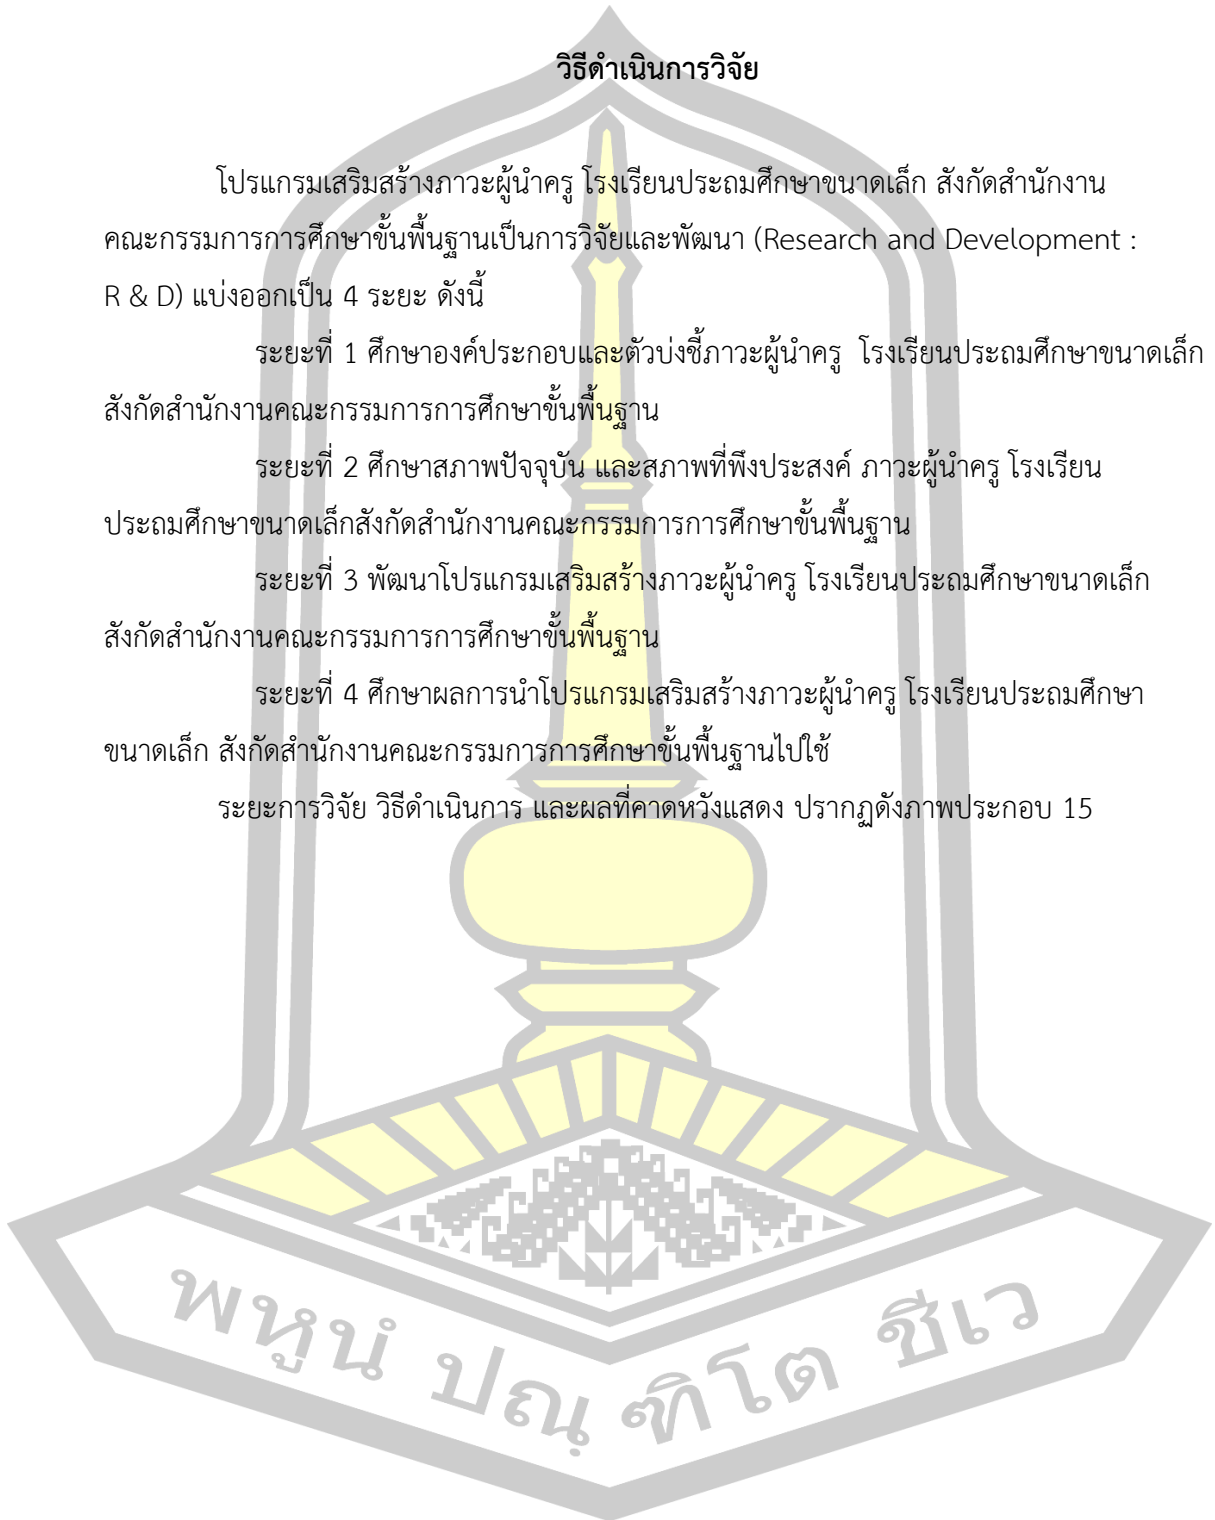 วิธีดำเนินการวิจัย
โปรแกรมเสริมสร้างภาวะผู้นำครู โรงเรียนประถมศึกษาขนาดเล็ก สังกัดสำนักงาน
คณะกรรมการการศึกษาขั้นพื้นฐานเป็นการวิจัยและพัฒนา (Research and Development :
R & D) แบ่งออกเป็น 4 ระยะ ดังนี้
ระยะที่ 1 ศึกษาองค์ประกอบและตัวบ่งชี้ภาวะผู้นำครู โรงเรียนประถมศึกษาขนาดเล็ก
สังกัดสำนักงานคณะกรรมการการศึกษาขั้นพื้นฐาน
ระยะที่ 2 ศึกษาสภาพปัจจุบัน และสภาพที่พึงประสงค์ ภาวะผู้นำครู โรงเรียน
ประถมศึกษาขนาดเล็กสังกัดสำนักงานคณะกรรมการการศึกษาขั้นพื้นฐาน
ระยะที่ 3 พัฒนาโปรแกรมเสริมสร้างภาวะผู้นำครู โรงเรียนประถมศึกษาขนาดเล็ก
สังกัดสำนักงานคณะกรรมการการศึกษาขั้นพื้นฐาน
ระยะที่ 4 ศึกษาผลการนำโปรแกรมเสริมสร้างภาวะผู้นำครู โรงเรียนประถมศึกษา
ขนาดเล็ก สังกัดสำนักงานคณะกรรมการการศึกษาขั้นพื้นฐานไปใช้
ระยะการวิจัย วิธีดำเนินการ และผลที่คาดหวังแสดง ปรากฏดังภาพประกอบ 15
พหูนํ ปณฺ ฑิโต ชีเว